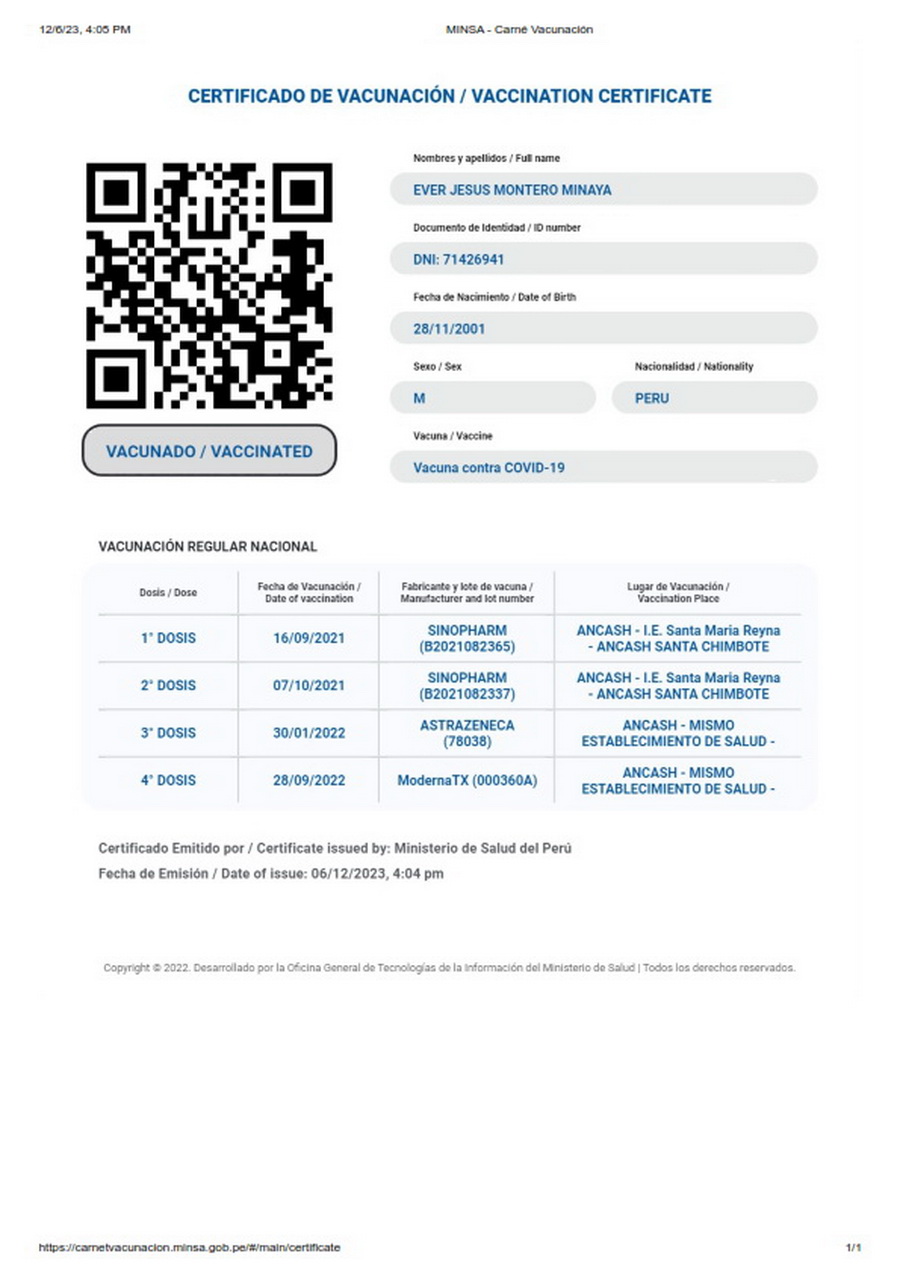 12/6/23, 4:05 PM
MINSA - Carné Vacunación
CERTIFICADO DE VACUNACIÓN / VACCINATION CERTIFICATE
Nombres y apellidos / Full name
EVER JESUS MONTERO MINAYA
Documento de Identidad / ID number
DNI: 71426941
Fecha de Nacimiento / Date of Birth
28/11/2001
Sexo / Sex
Nacionalidad / Nationality
M
PERU
VACUNADO / VACCINATED
Vacuna / Vaccine
Vacuna contra COVID-19
VACUNACIÓN REGULAR NACIONAL
Dosis / Dose
Fecha de Vacunación /
Date of vaccination
Fabricante y lote de vacuna /
Manufacturer and lot number
Lugar de Vacunación /
Vaccination Place
1° DOSIS
16/09/2021
SINOPHARM
(B2021082365)
ANCASH - I.E. Santa Maria Reyna
- ANCASH SANTA CHIMBOTE
2° DOSIS
07/10/2021
SINOPHARM
(B2021082337)
ANCASH - I.E. Santa Maria Reyna
- ANCASH SANTA CHIMBOTE
3° DOSIS
30/01/2022
ASTRAZENECA
(78038)
ANCASH - MISMO
ESTABLECIMIENTO DE SALUD -
4° DOSIS
28/09/2022
ModernaTX (000360A)
ANCASH - MISMO
ESTABLECIMIENTO DE SALUD -
Certificado Emitido por / Certificate issued by: Ministerio de Salud del Perú
Fecha de Emisión / Date of issue: 06/12/2023, 4:04 pm
Copyright © 2022. Desarrollado por la Oficina General de Tecnologías de la Información del Ministerio de Salud | Todos los derechos reservados.
https://carnetvacunacion.minsa.gob.pe/#/main/certificate
1/1